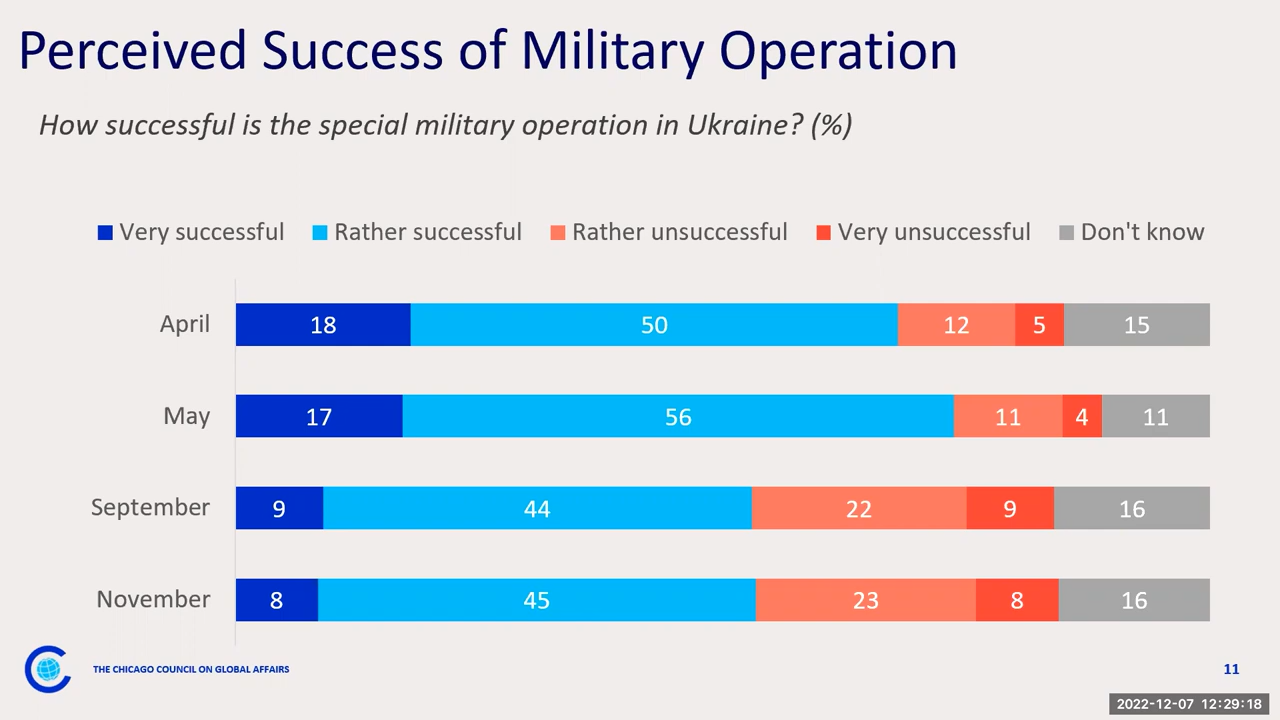 Perceived Success of Military Operation
How successful is the special military operation in Ukraine? (%)
Very successful Rather successful Rather unsuccessful Very unsuccessful Don't know
April 18 50 12 5 15
May 17 56 11 4 11
September 9 44 22 9 16
November 8 45 23 8 16
THE CHICAGO COUNCIL ON GLOBAL AFFAIRS 11
2022-12-07 12:29:18